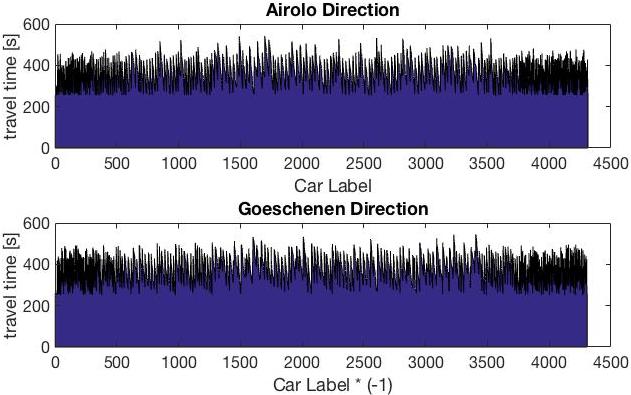 Airolo Direction
600
400
200
0
travel time [s]
0 500 1000 1500 2000 2500 3000 3500 4000 4500
Car Label
Goeschenen Direction
600
400
200
0
travel time [s]
0 500 1000 1500 2000 2500 3000 3500 4000 4500
Car Label * (-1)